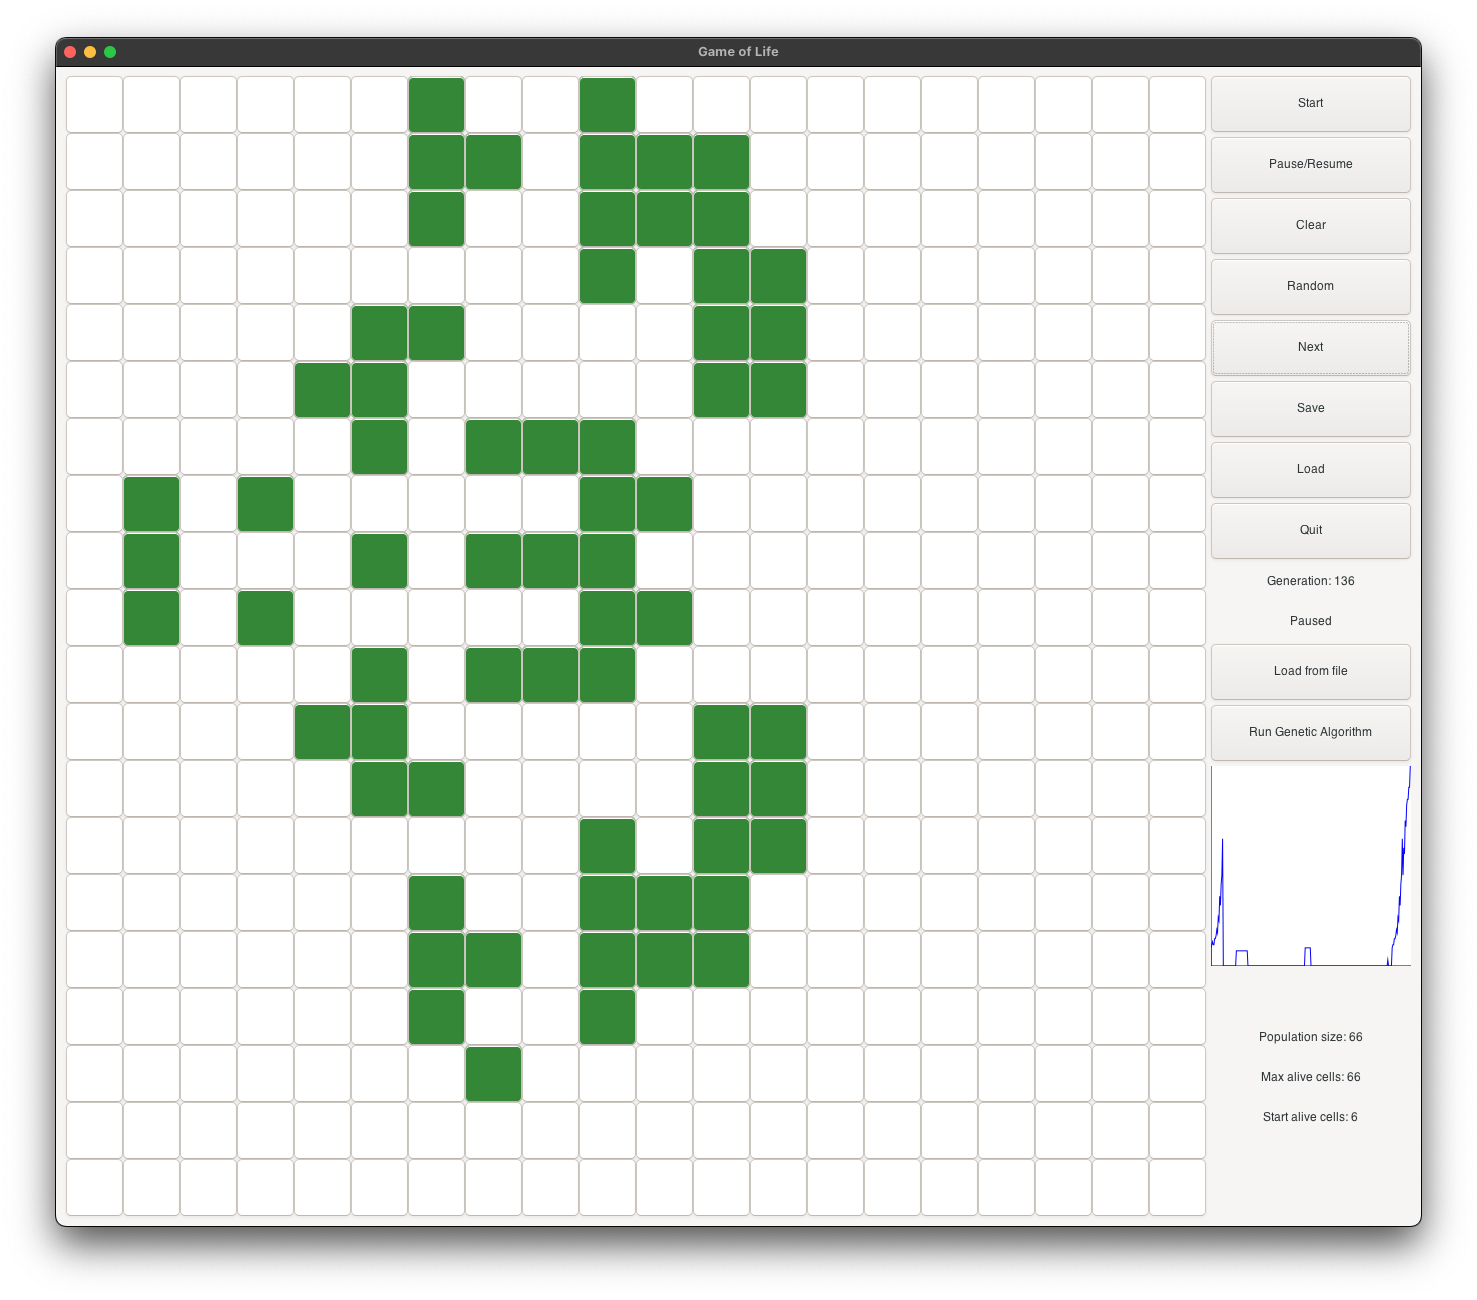 Game of Life
Start
Pause/Resume
Clear
Random
Next
Save
Load
Quit
Generation: 136
Paused
Load from file
Run Genetic Algorithm
Population size: 66
Max alive cells: 66
Start alive cells: 6